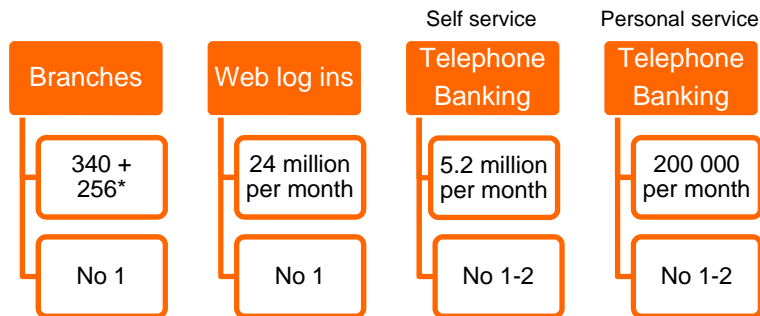 Self service
Personal service
Branches
Web log ins
Telephone
Banking
Telephone
Banking
340 +
256*
24 million
per month
5.2 million
per month
200 000
per month
No 1
No 1
No 1-2
No 1-2